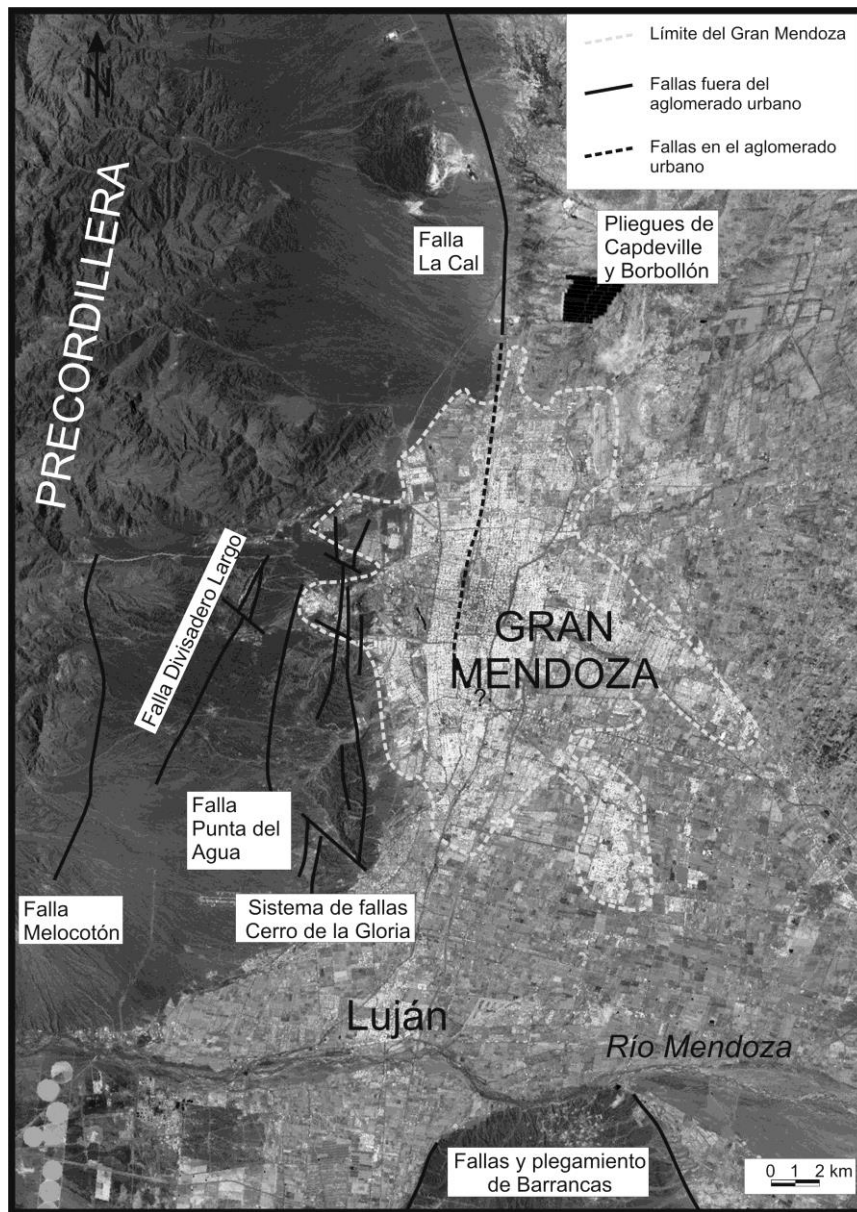 N
Límite del Gran Mendoza
Fallas fuera del
aglomerado urbano
Fallas en el aglomerado
urbano
PRECORDILLERA
Falla
La Cal
Pliegues de
Capdeville
y Borbollón
Falla Divisadero Largo
GRAN
MENDOZA
?
Falla
Punta del
Agua
Falla
Melocotón
Sistema de fallas
Cerro de la Gloria
Luján
Río Mendoza
Fallas y plegamiento
de Barrancas
0 1 2 km